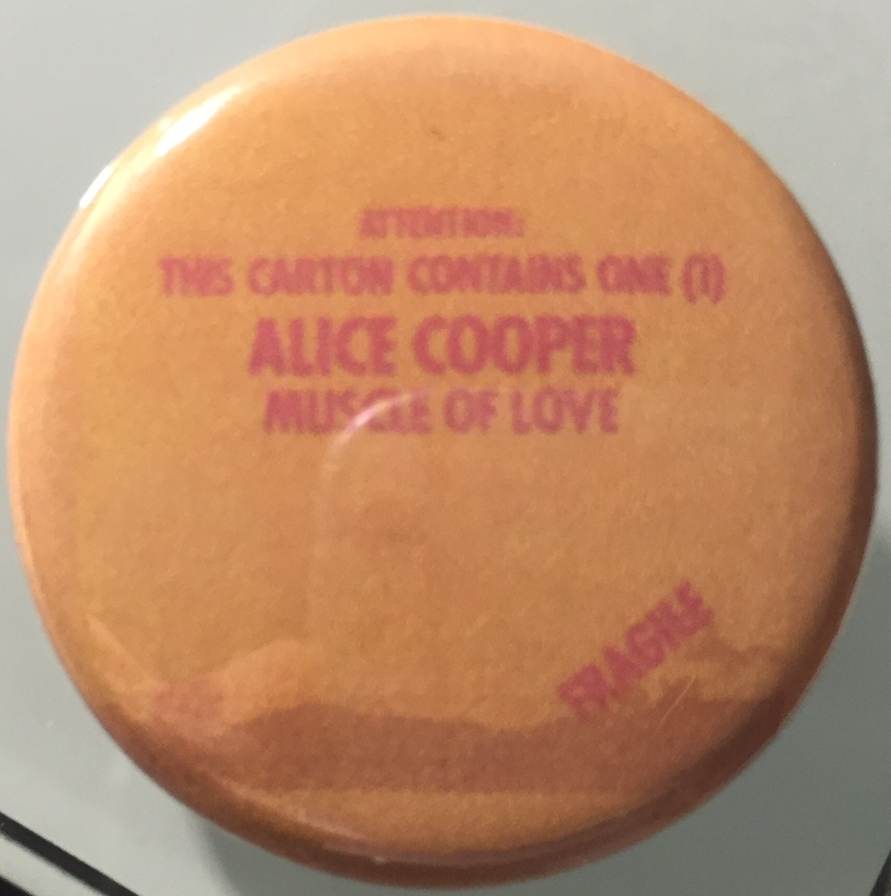 ATTENTION:
THIS CARTON CONTAINS ONE (1)
ALICE COOPER
MUSCLE OF LOVE
FRAGILE